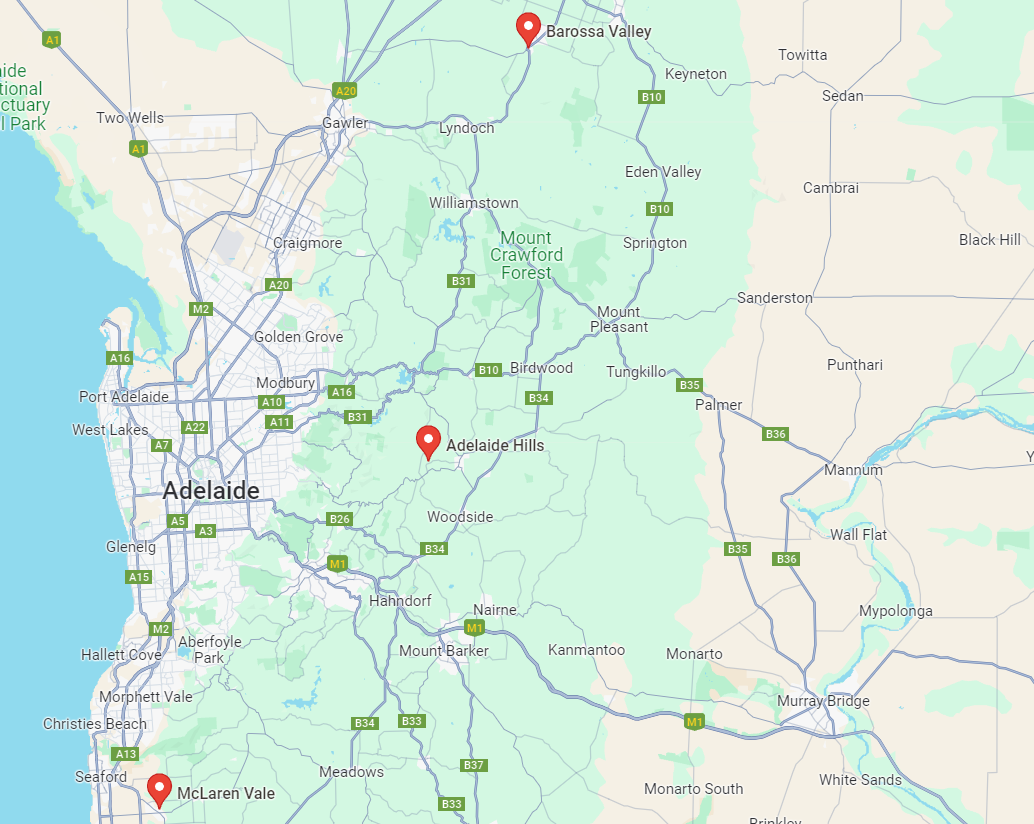 Barossa Valley
A1
Towitta
Keyneton
aide
tional
ctuary
l Park
A20
B10
Sedan
Two Wells
Gawler
Lyndoch
A1
Eden Valley
Cambrai
Williamstown
B10
Mount
Crawford
Forest
Craigmore
Springton
Black Hill
B31
A20
Sanderston
M2
Mount
Pleasant
Golden Grove
A16
Punthari
B10
Birdwood
Tungkillo
Modbury
B35
A16
Port Adelaide
A10
B34
Palmer
B31
A11
West Lakes
A22
B36
A7
Adelaide Hills
Y
Mannum
Adelaide
Woodside
A5
B26
A3
Wall Flat
Glenelg
B34
B35
B36
M1
A15
Hahndorf
Nairne
Mypolonga
M2
M1
Aberfoyle
Park
Hallett Cove
Mount Barker
Kanmantoo
Monarto
Morphett Vale
Murray Bridge
Christies Beach
B34
B33
M1
A13
B37
Seaford
Meadows
White Sands
McLaren Vale
Monarto South
B33
Brinkley